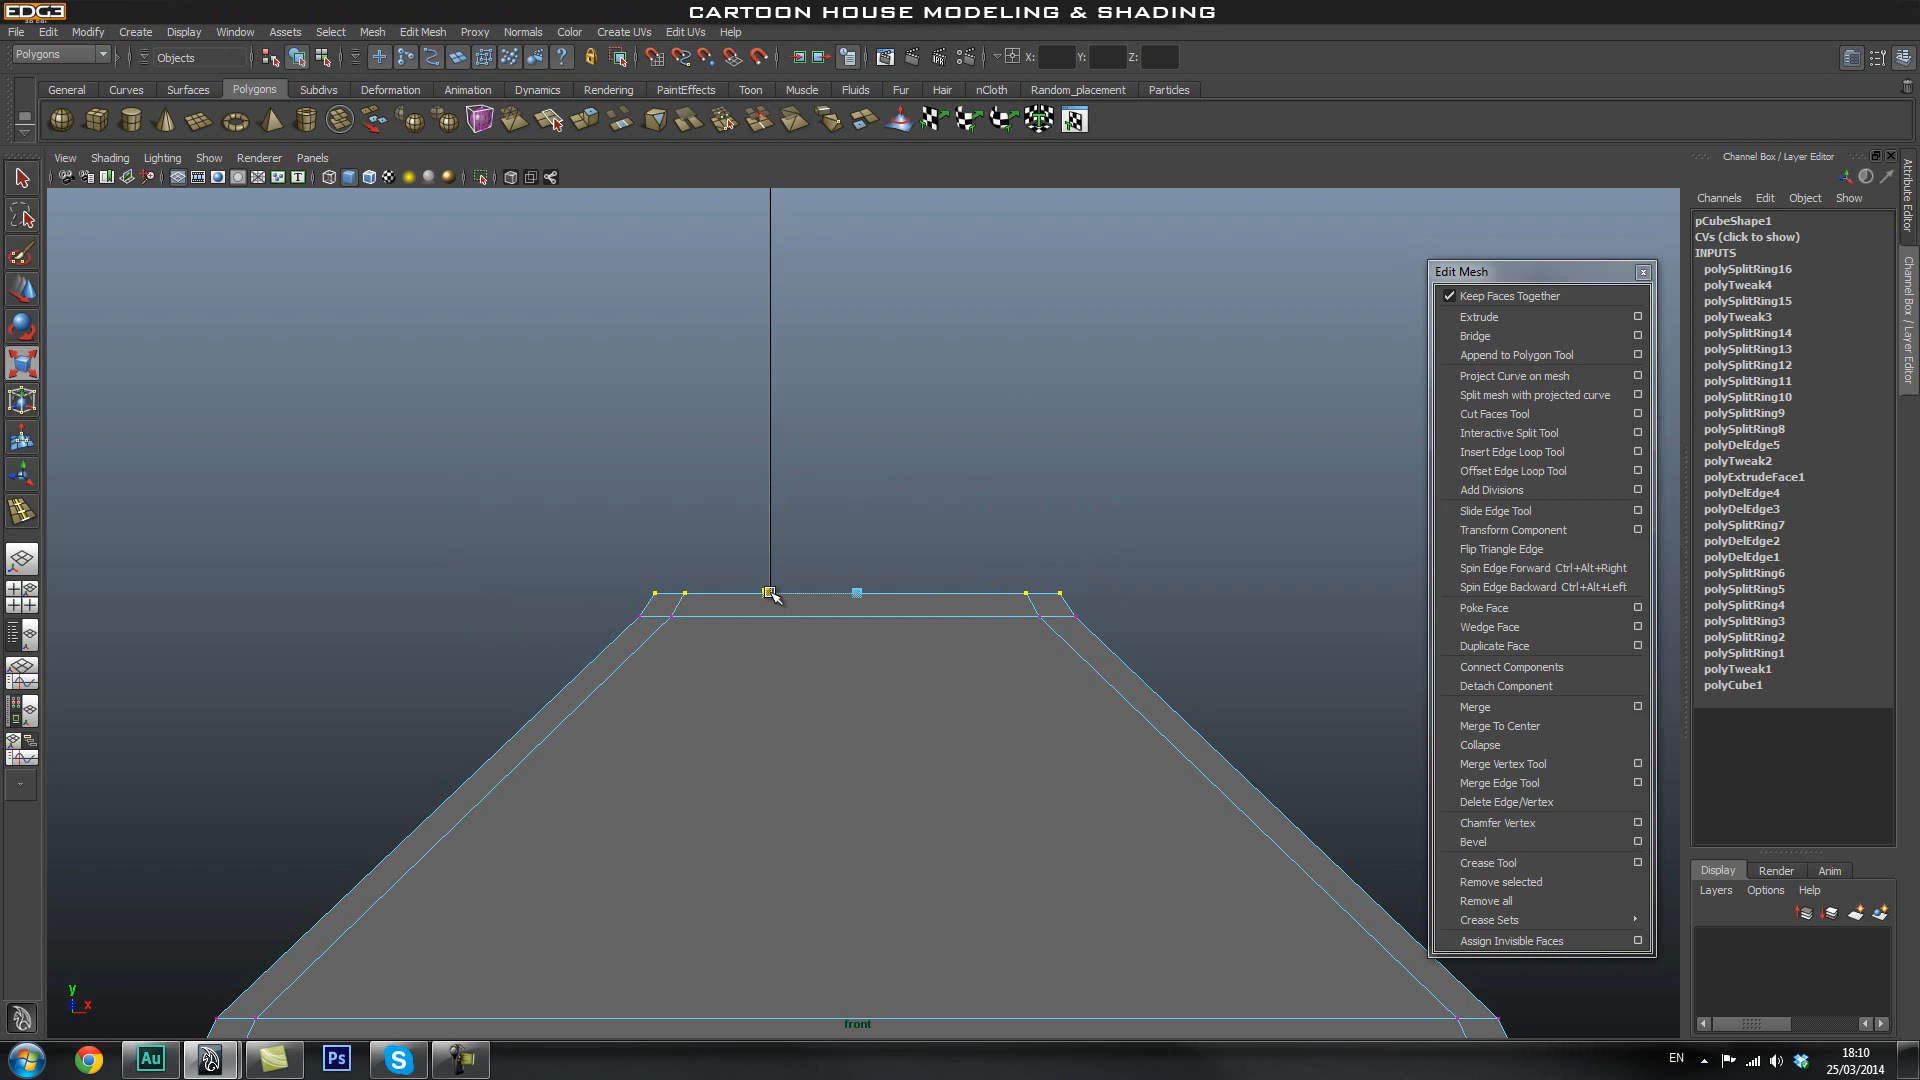 EDG3
3D CGI
CARTOON HOUSE MODELING & SHADING
File Edit Modify Create Display Window Assets Select Mesh Edit Mesh Proxy Normals Color Create UVs Edit UVs Help
Polygons Objects X: Y: Z:
General Curves Surfaces Polygons Subdivs Deformation Animation Dynamics Rendering PaintEffects Toon Muscle Fluids Fur Hair nCloth Random_placement Particles
View Shading Lighting Show Renderer Panels
Channel Box / Layer Editor
Channels Edit Object Show
pCubeShape1
CVs (click to show)
INPUTS
polySplitRing16
polyTweak4
polySplitRing15
polyTweak3
polySplitRing14
polySplitRing13
polySplitRing12
polySplitRing11
polySplitRing10
polySplitRing9
polySplitRing8
polyDelEdge5
polyTweak2
polyExtrudeFace1
polyDelEdge4
polyDelEdge3
polySplitRing7
polyDelEdge2
polyDelEdge1
polySplitRing6
polySplitRing5
polySplitRing4
polySplitRing3
polySplitRing2
polySplitRing1
polyTweak1
polyCube1
Attribute Editor
Channel Box / Layer Editor
Edit Mesh
Keep Faces Together
Extrude
Bridge
Append to Polygon Tool
Project Curve on mesh
Split mesh with projected curve
Cut Faces Tool
Interactive Split Tool
Insert Edge Loop Tool
Offset Edge Loop Tool
Add Divisions
Slide Edge Tool
Transform Component
Flip Triangle Edge
Spin Edge Forward Ctrl+Alt+Right
Spin Edge Backward Ctrl+Alt+Left
Poke Face
Wedge Face
Duplicate Face
Connect Components
Detach Component
Merge
Merge To Center
Collapse
Merge Vertex Tool
Merge Edge Tool
Delete Edge/Vertex
Chamfer Vertex
Bevel
Crease Tool
Remove selected
Remove all
Crease Sets
Assign Invisible Faces
Display Render Anim
Layers Options Help
y
x
front
Au
Ps
EN
18:10
25/03/2014